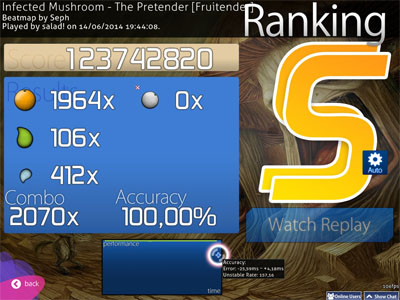 Infected Mushroom - The Pretender [Fruitender]
Beatmap by Seph
Played by salad! on 14/06/2014 19:44:08.
Ranking
Score
123742820
Results
1964x
0x
106x
412x
Combo
2070x
Accuracy
100,00%
Auto
Watch Replay
performance
time
Accuracy:
back
Online Users
Show Chat